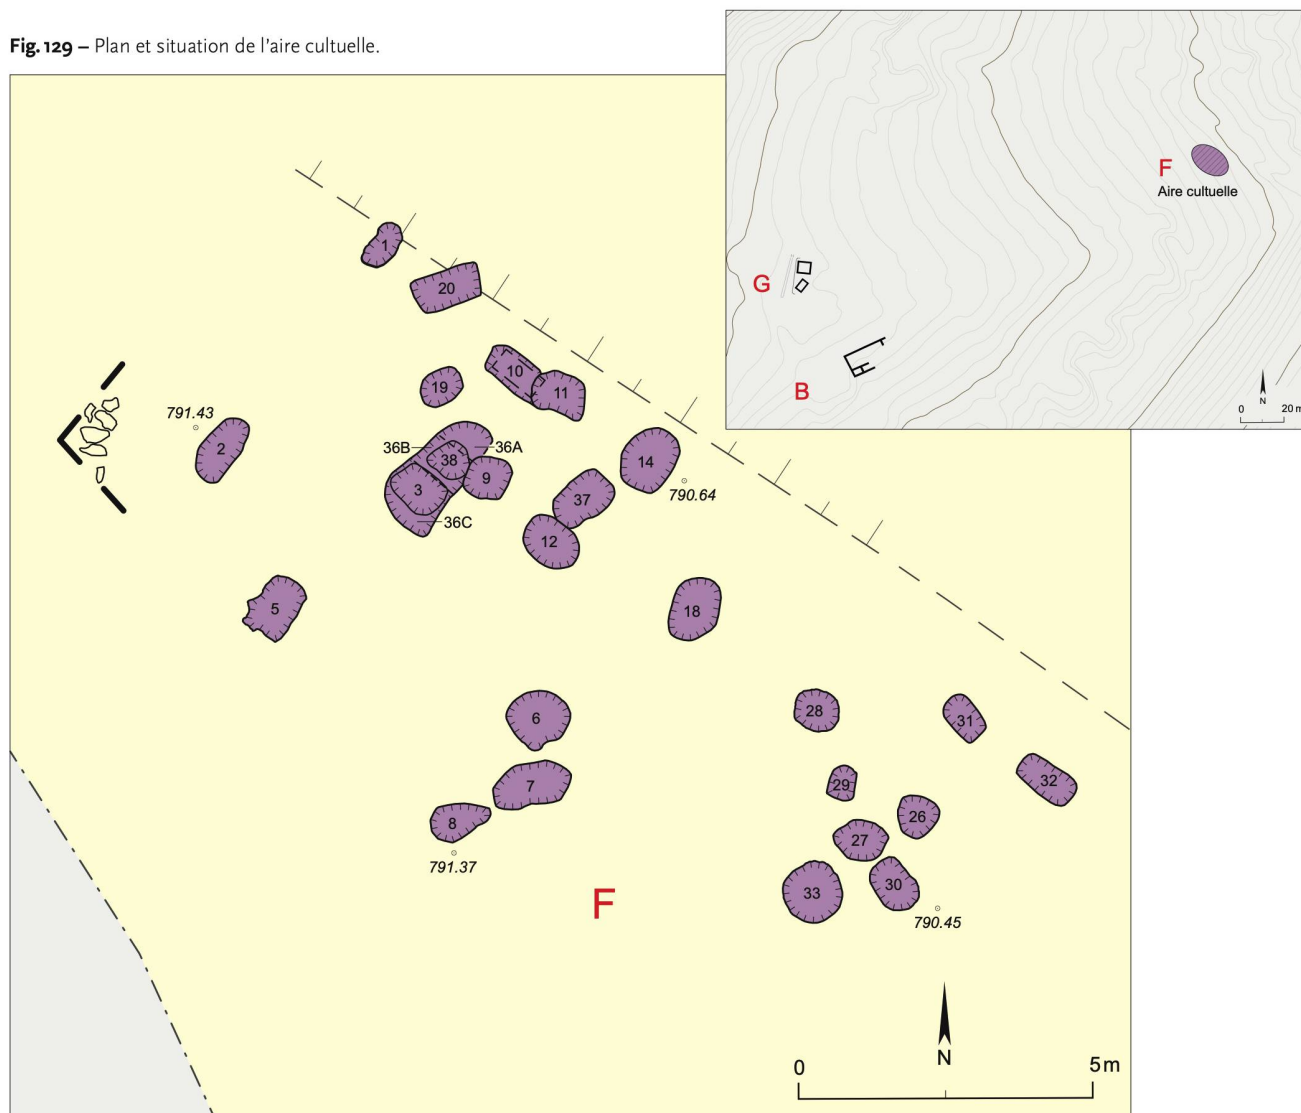 Fig. 129 – Plan et situation de l'aire cultuelle.
F
Aire cultuelle
G
B
N
0 20 m
1
20
10
11
19
791.43
2
36B
36A
38
9
3
36C
14
790.64
37
12
5
18
6
28
31
7
29
32
8
26
27
791.37
33
30
F
790.45
N
0 5 m